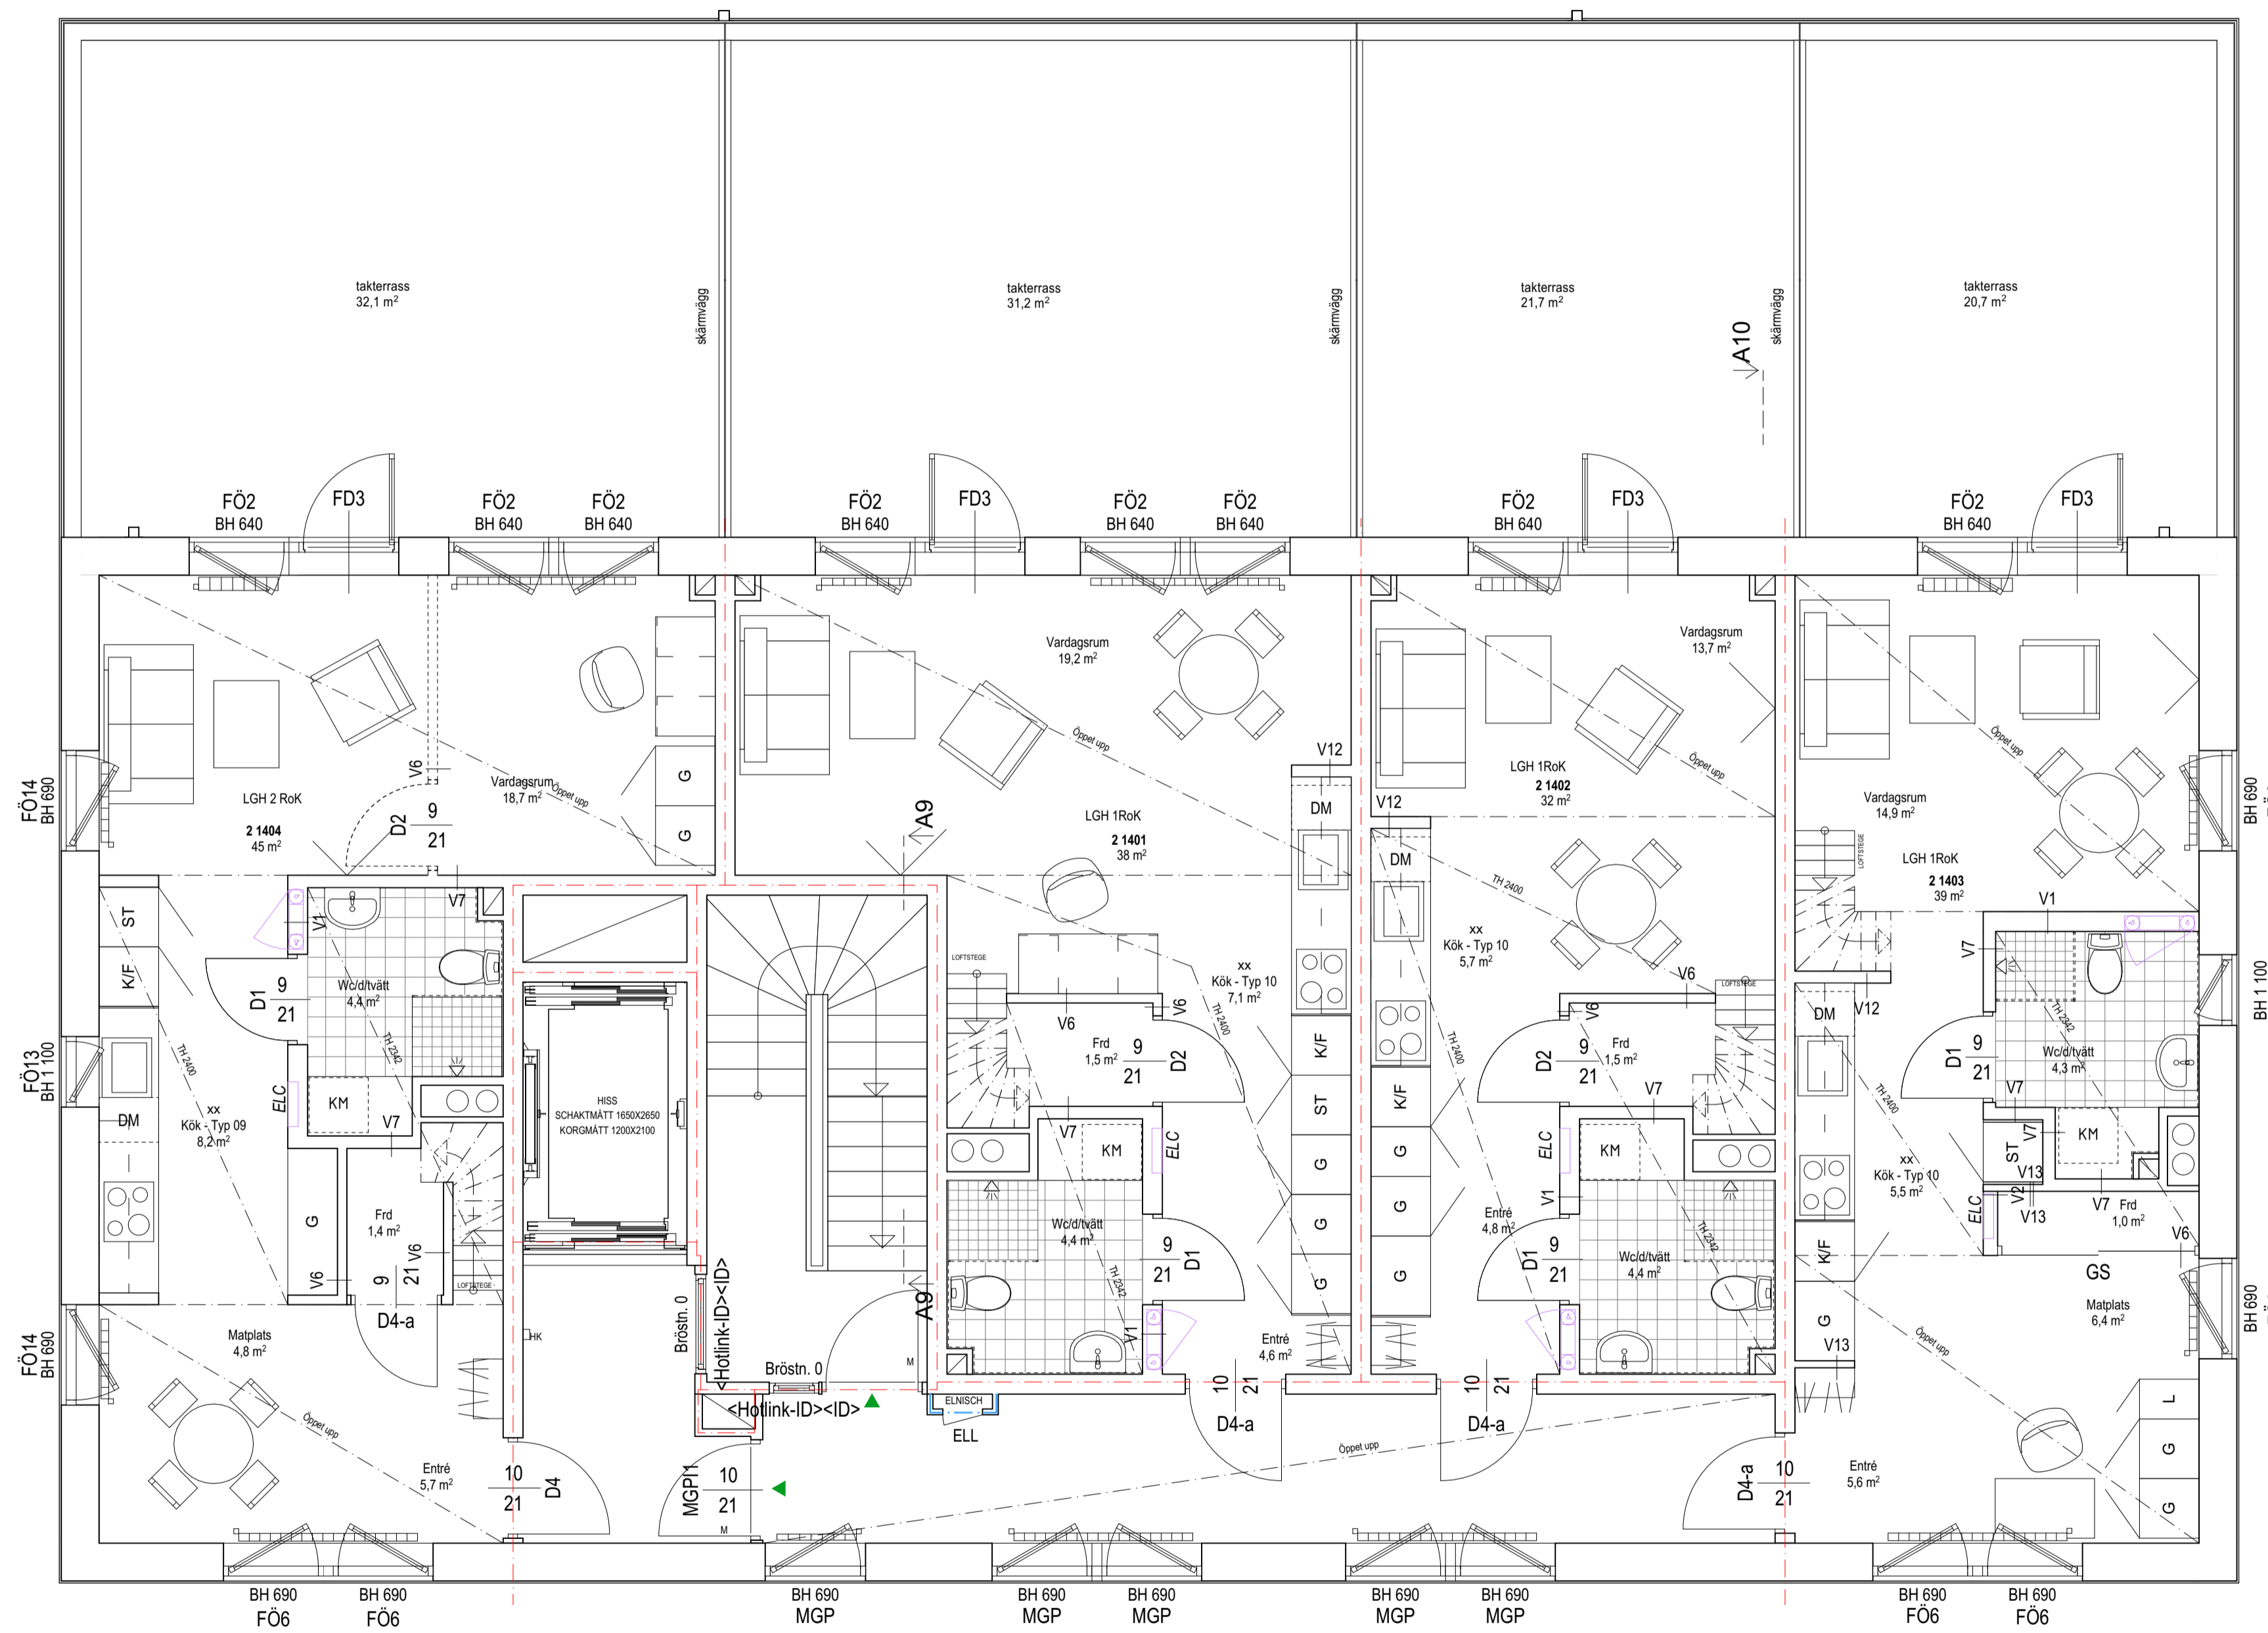 takterrass
32,1 m²
skärmvägg
takterrass
31,2 m²
skärmvägg
takterrass
21,7 m²
A10
skärmvägg
takterrass
20,7 m²
FÖ2
BH 640
FD3
FÖ2
BH 640
FÖ2
BH 640
FÖ2
BH 640
FD3
FÖ2
BH 640
FÖ2
BH 640
FÖ2
BH 640
FD3
FÖ2
BH 640
FD3
FÖ14
BH 690
LGH 2 RoK
2 1404
45 m²
V6
D2
9
21
Vardagsrum
18,7 m²
Öppet upp
G
G
Vardagsrum
19,2 m²
Öppet upp
LGH 1RoK
2 1401
38 m²
A9
V12
DM
Vardagsrum
13,7 m²
Öppet upp
LGH 1RoK
2 1402
32 m²
V12
DM
TH 2400
Öppet upp
Vardagsrum
14,9 m²
LGH 1RoK
2 1403
39 m²
LOFTSTEGE
V1
BH 690
ST
K/F
V1
V7
Wc/d/tvätt
4,4 m²
D1
9
21
TH 2342
TH 2400
FÖ13
BH 1 100
DM
xx
Kök - Typ 09
8,2 m²
ELC
KM
V7
G
Frd
1,4 m²
V6
V6
9
21
D4-a
LOFTSTEGE
HISS
SCHAKTMÅTT 1650X2650
KORGMÅTT 1200X2100
HK
LOFTSTEGE
V6
V6
Frd
1,5 m²
9
21
D2
V7
KM
ELC
Wc/d/tvätt
4,4 m²
TH 2342
9
21
D1
V1
xx
Kök - Typ 10
7,1 m²
TH 2400
K/F
ST
G
G
G
Entré
4,6 m²
xx
Kök - Typ 10
5,7 m²
TH 2400
K/F
G
G
G
V6
V6
LOFTSTEGE
Frd
1,5 m²
D2
9
21
V7
KM
ELC
V1
Entré
4,8 m²
D1
9
21
Wc/d/tvätt
4,4 m²
TH 2342
V7
V12
DM
D1
9
21
Wc/d/tvätt
4,3 m²
BH 1 100
TH 2400
V7
V7
ST
KM
V13
V2
V13
V7
Frd
1,0 m²
V6
xx
Kök - Typ 10
5,5 m²
ELC
K/F
G
V13
GS
Matplats
6,4 m²
BH 690
Öppet upp
L
G
G
FÖ14
BH 690
Matplats
4,8 m²
Öppet upp
Entré
5,7 m²
10
21
D4
Bröstn. 0
<Hotlink-ID><ID>
Bröstn. 0
<Hotlink-ID><ID>
M
A9
ELNISCH
ELL
MGPI1
10
21
M
10
21
D4-a
10
21
D4-a
Öppet upp
D4-a
10
21
Entré
5,6 m²
BH 690
FÖ6
BH 690
FÖ6
BH 690
MGP
BH 690
MGP
BH 690
MGP
BH 690
MGP
BH 690
MGP
BH 690
FÖ6
BH 690
FÖ6